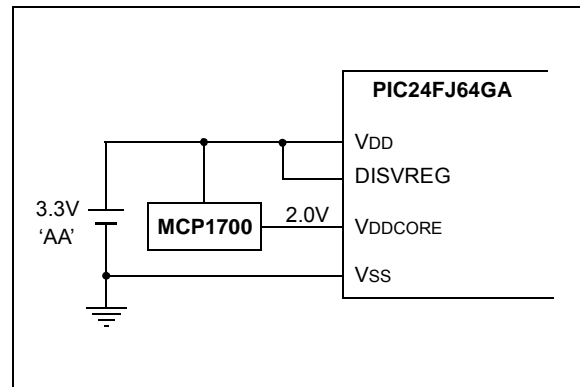 PIC24FJ64GA
VDD
DISVREG
3.3V
'AA'
MCP1700
2.0V
VDDCORE
VSS